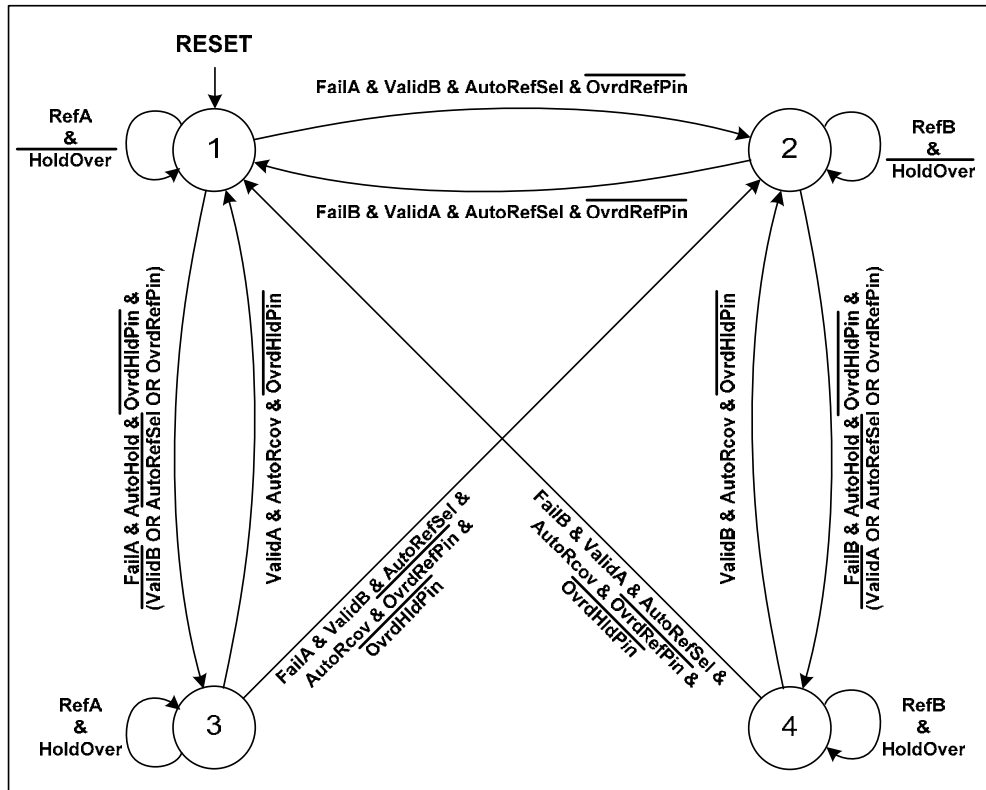 RESET
FailA & ValidB & AutoRefSel & OvrdRefPin
RefA
&
HoldOver
1
2
RefB
&
HoldOver
FailB & ValidA & AutoRefSel & OvrdRefPin
FailA & AutoHold & OvrdHldPin &
(ValidB OR AutoRefSel OR OvrdRefPin)
ValidA & AutoRcov & OvrdHldPin
ValidB & AutoRcov & OvrdHldPin
FailB & AutoHold & OvrdHldPin &
(ValidA OR AutoRefSel OR OvrdRefPin)
FailA & ValidB & AutoRefSel &
AutoRcov & OvrdRefPin &
OvrdHldPin
FailB & ValidA & AutoRefSel &
AutoRcov & OvrdRefPin &
OvrdHldPin
RefA
&
HoldOver
3
4
RefB
&
HoldOver